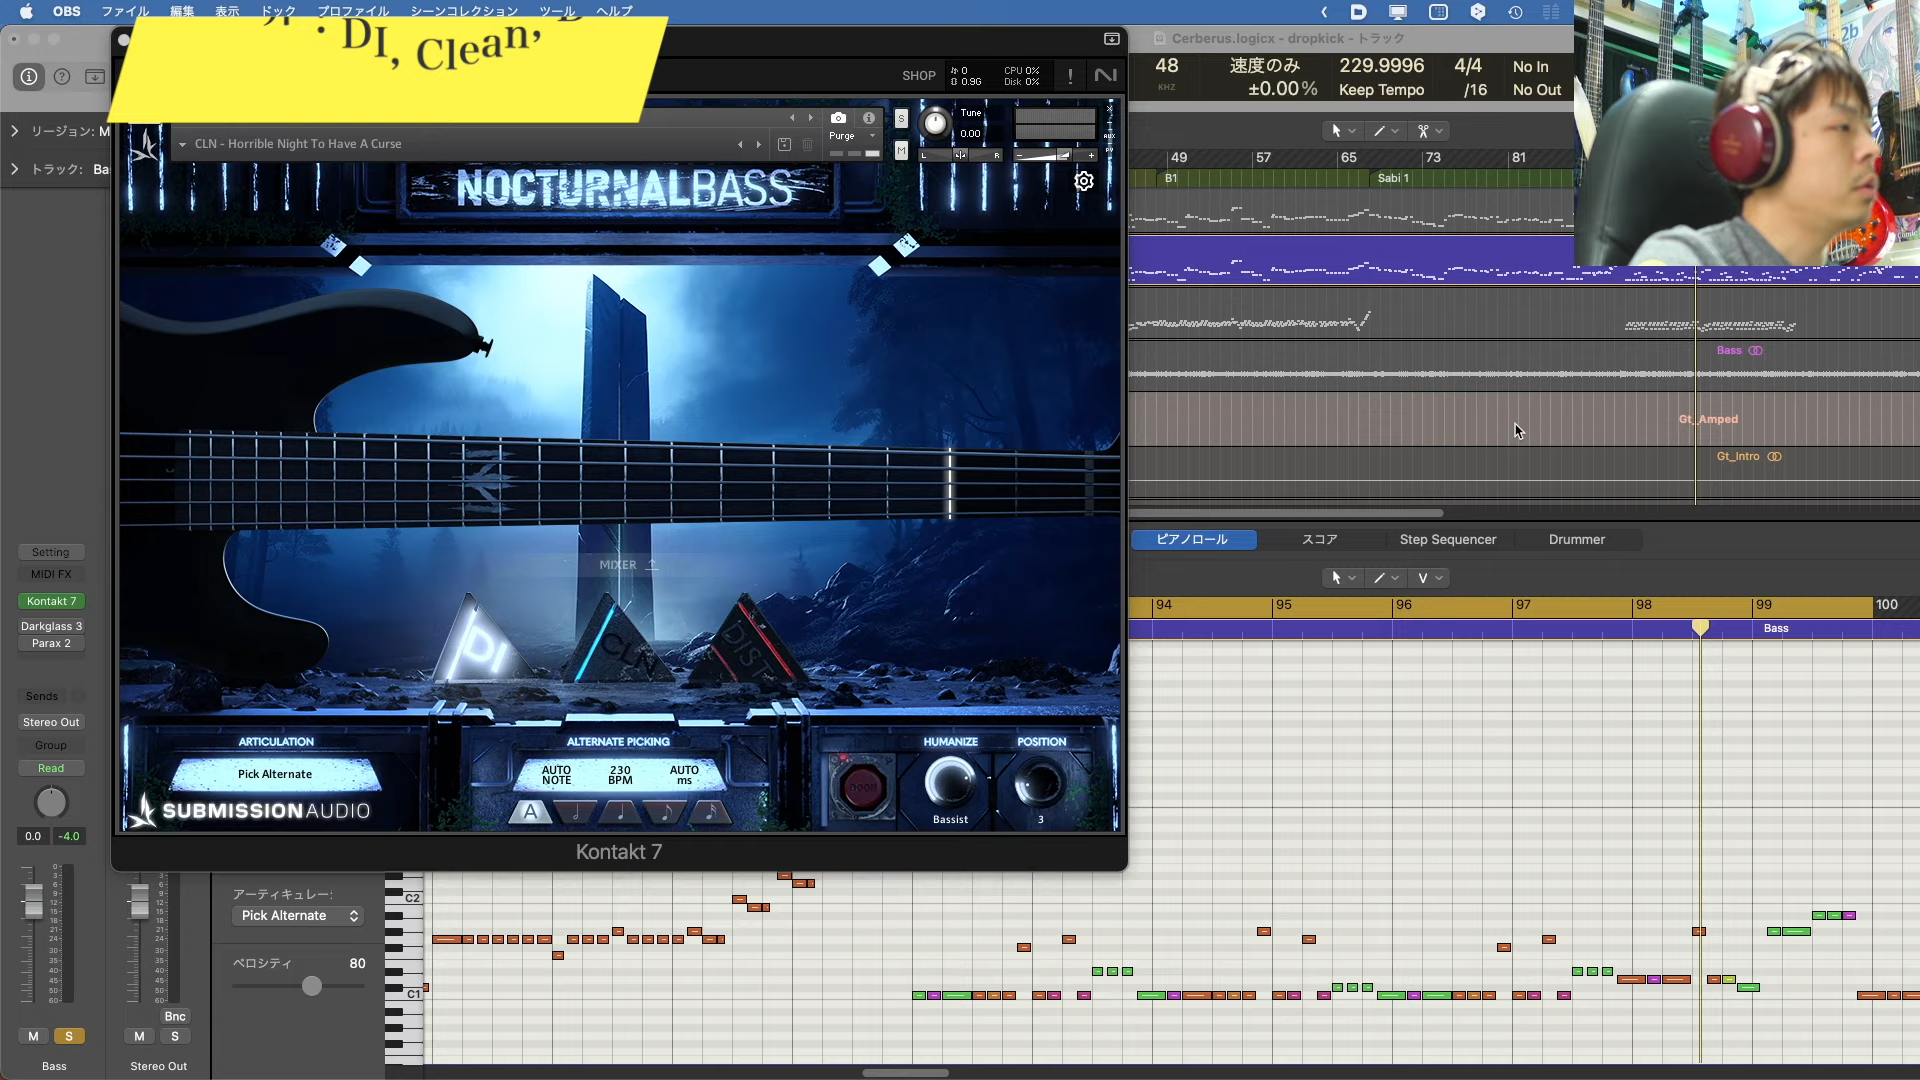 OBS ファイル 編集 表示 ドック プロファイル シーンコレクション ツール ヘルプ
DI, Clean,
Cerberus.logicx - dropkick - トラック
SHOP
0
0.96
CPU 0%
Disk 0%
48
KHZ
速度のみ
±0.00%
229.9996
Keep Tempo
4/4
/16
No In
No Out
リージョン: M
トラック: Ba
CLN - Horrible Night To Have A Curse
Purge
S
M
Tune
0.00
L R
NOCTURNALBASS
49 57 65 73 81
B1 Sabi 1
Bass
Gt_Amped
Gt_Intro
MIXER
DI CLN DIST
ピアノロール スコア Step Sequencer Drummer
94 95 96 97 98 99 100
Bass
Setting
MIDI FX
Kontakt 7
Darkglass 3
Parax 2
Sends
Stereo Out
Group
Read
0.0 -4.0
ARTICULATION
Pick Alternate
ALTERNATE PICKING
AUTO
NOTE
230
BPM
AUTO
ms
A
HUMANIZE
Bassist
POSITION
3
DOOM
SUBMISSIONAUDIO
Kontakt 7
アーティキュレー:
Pick Alternate
ベロシティ 80
C2
C1
Bnc
M S M S
Bass Stereo Out